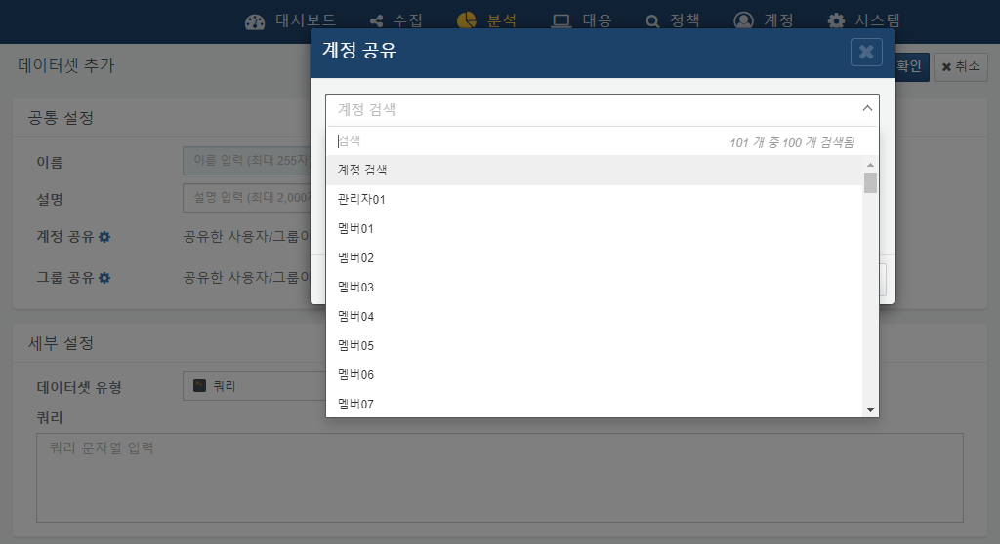 대시보드 수집 분석 대응 정책 계정 시스템
계정 공유
데이터셋 추가
확인 취소
공통 설정
계정 검색
검색 101 개 중 100 개 검색됨
이름 이름 입력 (최대 255자
계정 검색
설명 설명 입력 (최대 2,000
관리자01
계정 공유 공유한 사용자/그룹이
멤버01
멤버02
그룹 공유 공유한 사용자/그룹이
멤버03
멤버04
세부 설정
멤버05
데이터셋 유형 쿼리
멤버06
멤버07
쿼리
쿼리 문자열 입력